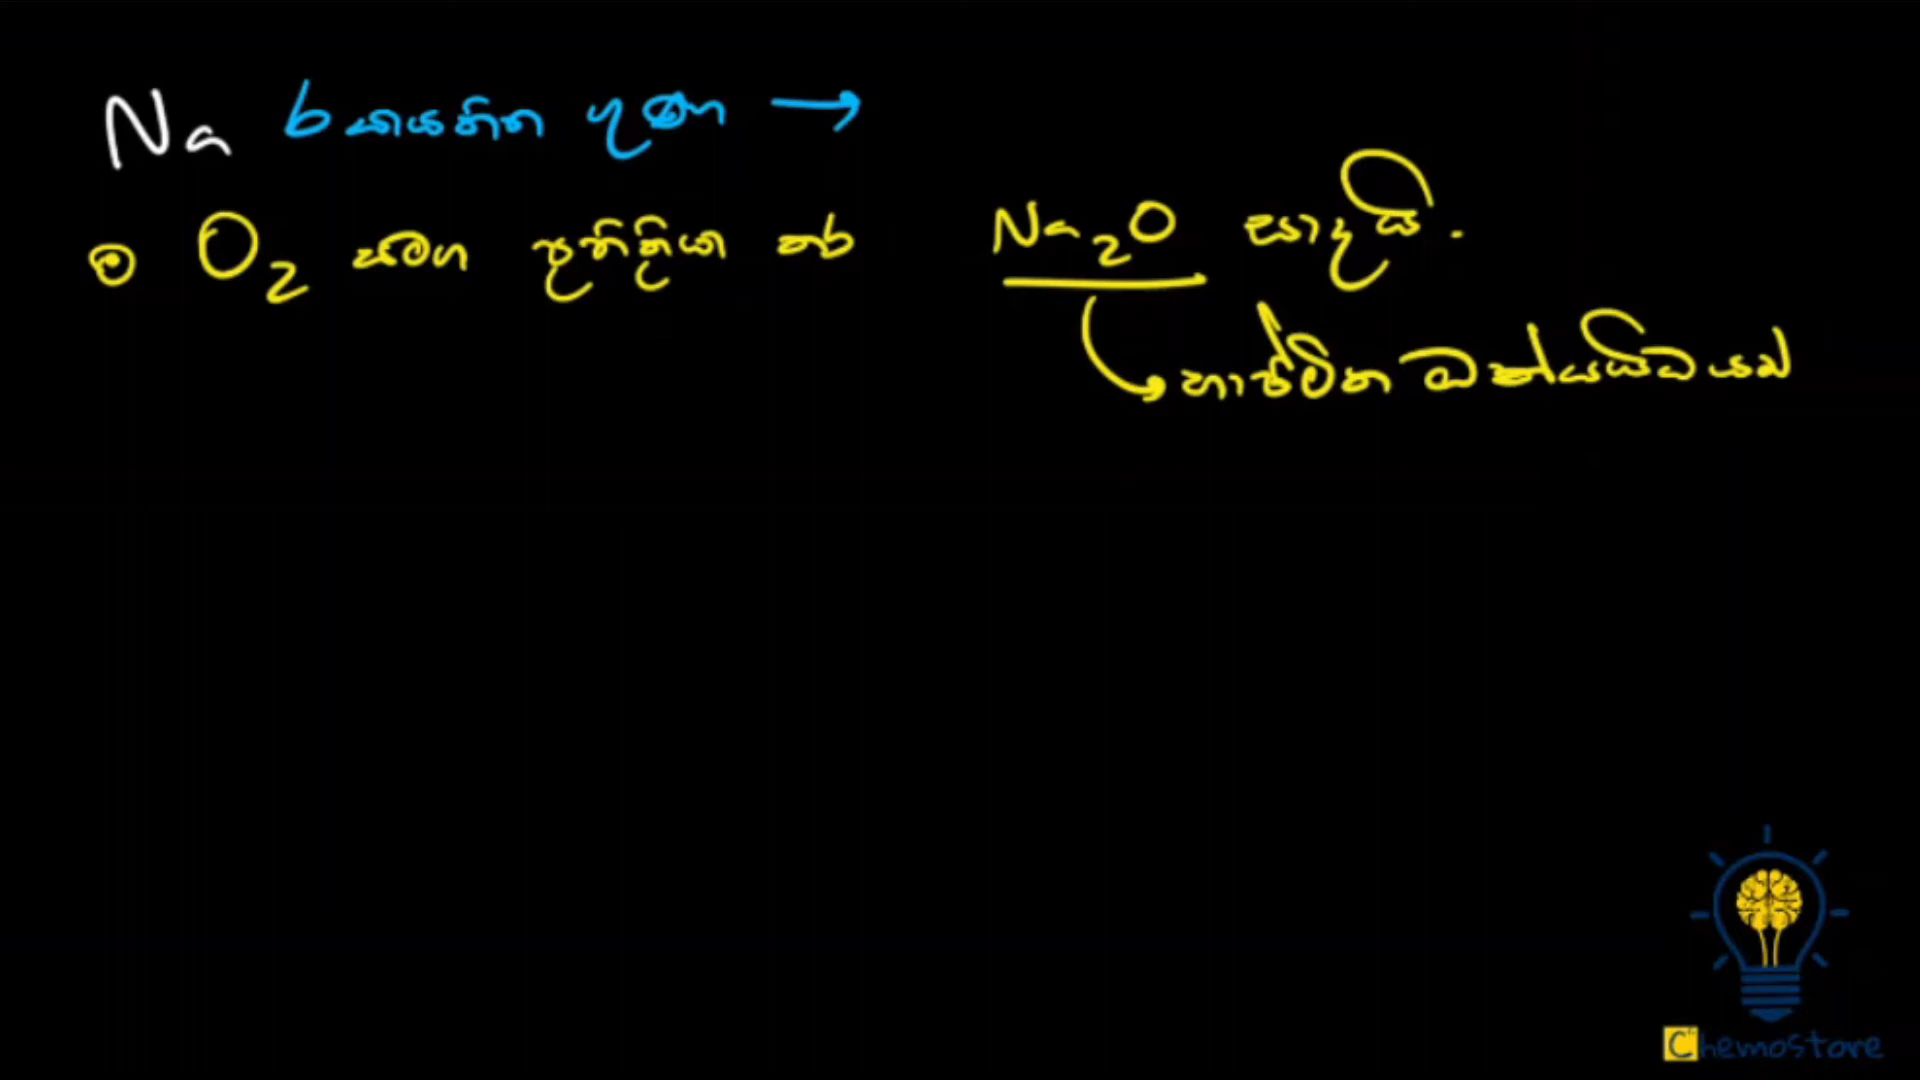 Na රසායනික ගුණ →
O₂ සමග ප්‍රතික්‍රියා කර Na₂O සාදයි.
භාෂ්මික ඔක්සයිඩයක්
Chemostore